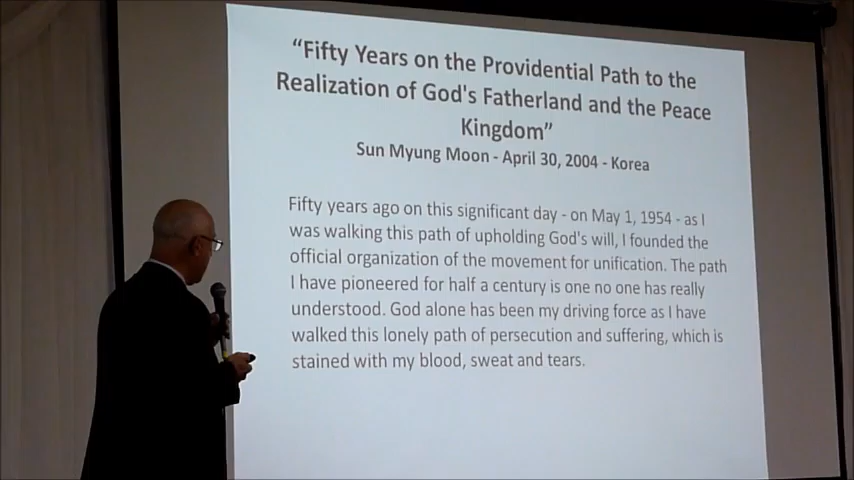 “Fifty Years on the Providential Path to the
Realization of God's Fatherland and the Peace
Kingdom”
Sun Myung Moon - April 30, 2004 - Korea
Fifty years ago on this significant day - on May 1, 1954 - as I
was walking this path of upholding God's will, I founded the
official organization of the movement for unification. The path
I have pioneered for half a century is one no one has really
understood. God alone has been my driving force as I have
walked this lonely path of persecution and suffering, which is
stained with my blood, sweat and tears.